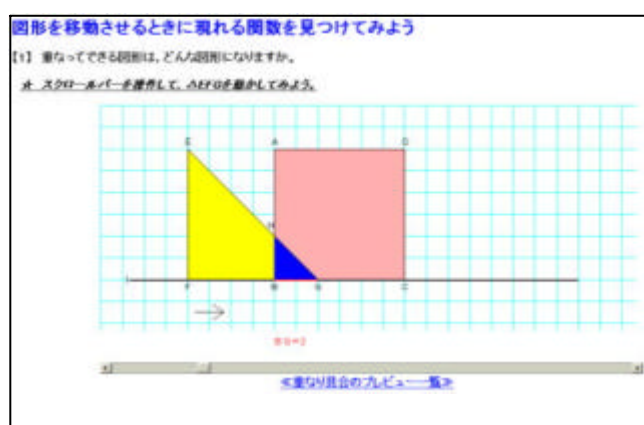 図形を移動させるときに現れる関数を見つけてみよう
【1】 重なってできる図形は、どんな図形になりますか。
☆ スクロールバーを操作して、△EFGを動かしてみよう。
E A D
H
F B G C
BG=2
≪重なり具合のプレビュー一覧≫